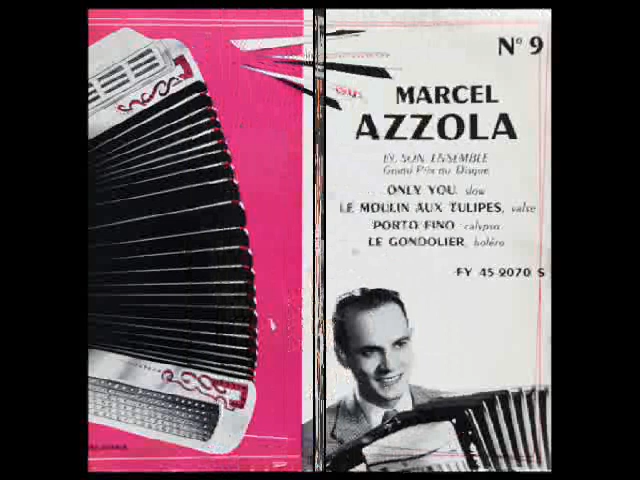 Nº 9
MARCEL
AZZOLA
ET SON ENSEMBLE
Grand Prix du Disque
ONLY YOU, slow
LE MOULIN AUX TULIPES, valse
PORTO FINO calypso
LE GONDOLIER, boléro
FY 45 2070 S